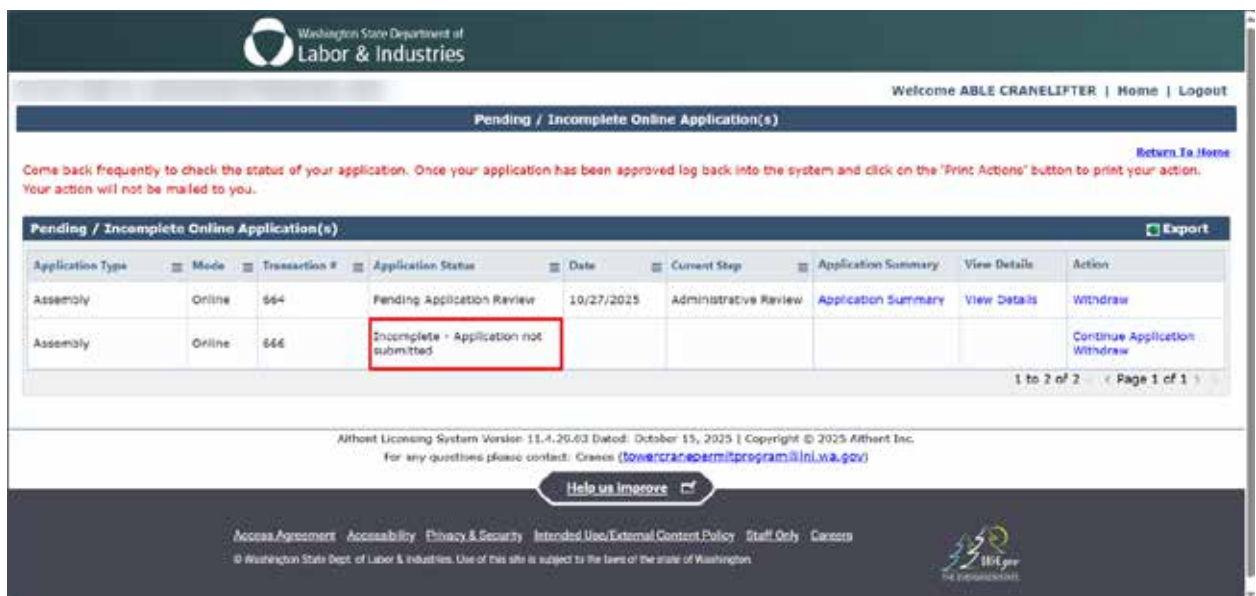 Washington State Department of
Labor & Industries
Welcome ABLE CRANELIFTER | Home | Logout
Pending / Incomplete Online Application(s)
Return To Home
Come back frequently to check the status of your application. Once your application has been approved log back into the system and click on the 'Print Actions' button to print your action.
Your action will not be mailed to you.
Pending / Incomplete Online Application(s) Export
Application Type Mode Transaction # Application Status Date Current Step Application Summary View Details Action
Assembly Online 664 Pending Application Review 10/27/2025 Administrative Review Application Summary View Details Withdraw
Assembly Online 666 Incomplete - Application not submitted Continue Application Withdraw
1 to 2 of 2 Page 1 of 1
Aithent Licensing System Version 11.4.20.03 Dated: October 15, 2025 | Copyright © 2025 Aithent Inc.
For any questions please contact: Cranes (towercranepermitprogram@lni.wa.gov)
Help us improve
Access Agreement Accessibility Privacy & Security Intended Use/External Content Policy Staff Only Careers
© Washington State Dept. of Labor & Industries. Use of this site is subject to the laws of the state of Washington.